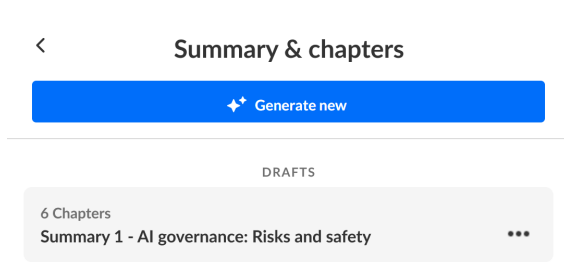 Summary & chapters
Generate new
DRAFTS
6 Chapters
Summary 1 - AI governance: Risks and safety